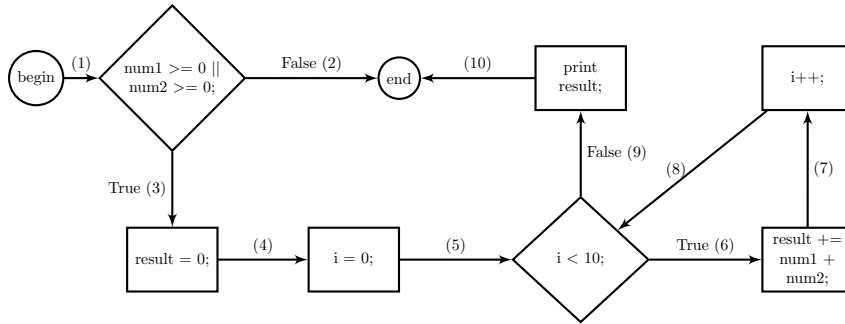 begin
(1)
num1 >= 0 ||
num2 >= 0;
False (2)
end
(10)
print
result;
i++;
True (3)
False (9)
(8)
(7)
result = 0;
(4)
i = 0;
(5)
i < 10;
True (6)
result +=
num1 +
num2;